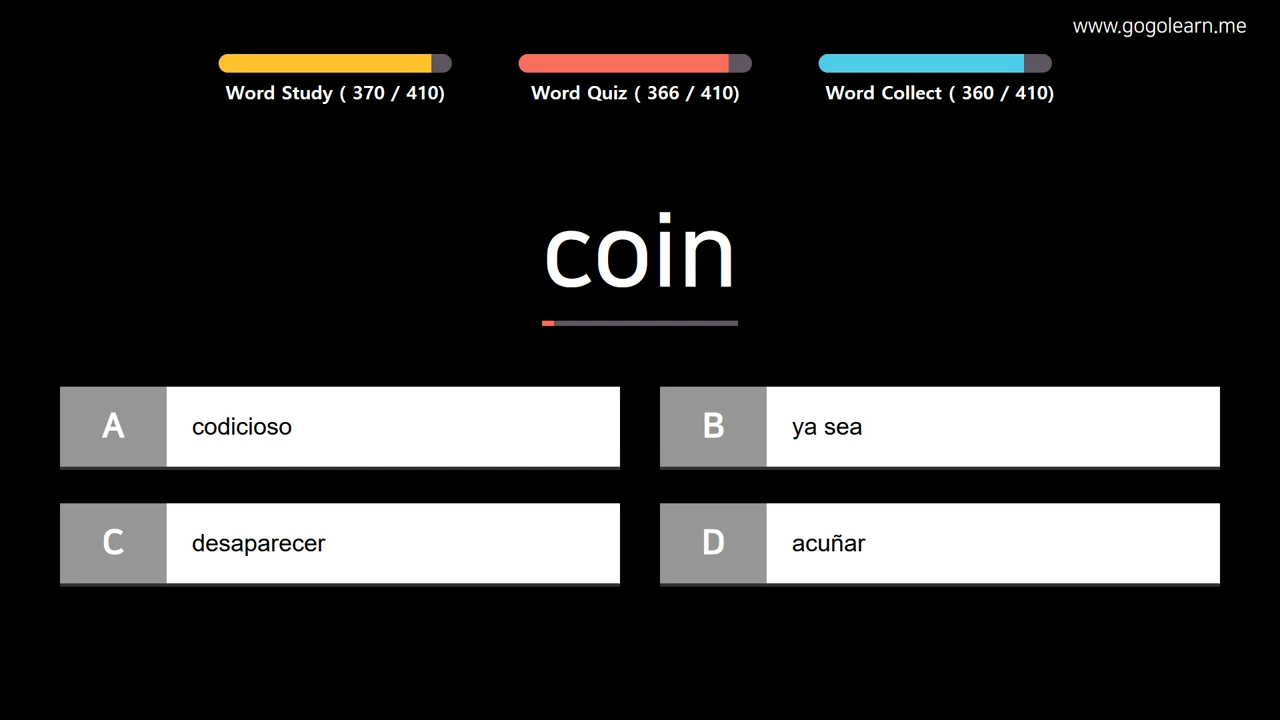 www.gogolearn.me
Word Study ( 370 / 410)
Word Quiz ( 366 / 410)
Word Collect ( 360 / 410)
coin
A codicioso
B ya sea
C desaparecer
D acuñar